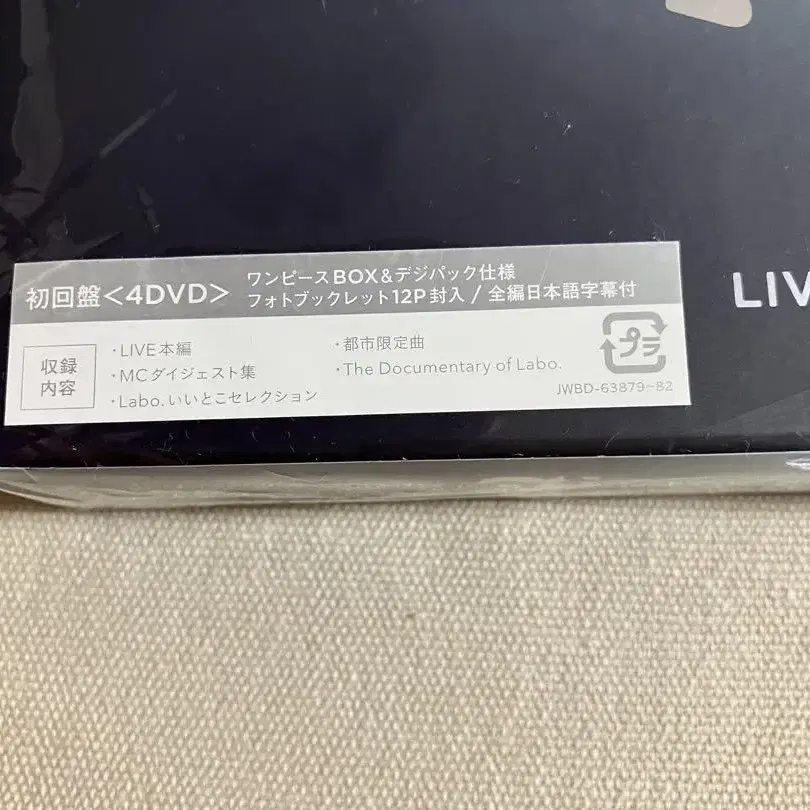 初回盤<4DVD>
ワンピースBOX&デジパック仕様
フォトブックレット12P封入 / 全編日本語字幕付
収録
内容
・LIVE本編
・MCダイジェスト集
・Labo.いいとこセレクション
・都市限定曲
・The Documentary of Labo.
プラ
JWBD-63879~82
LIV